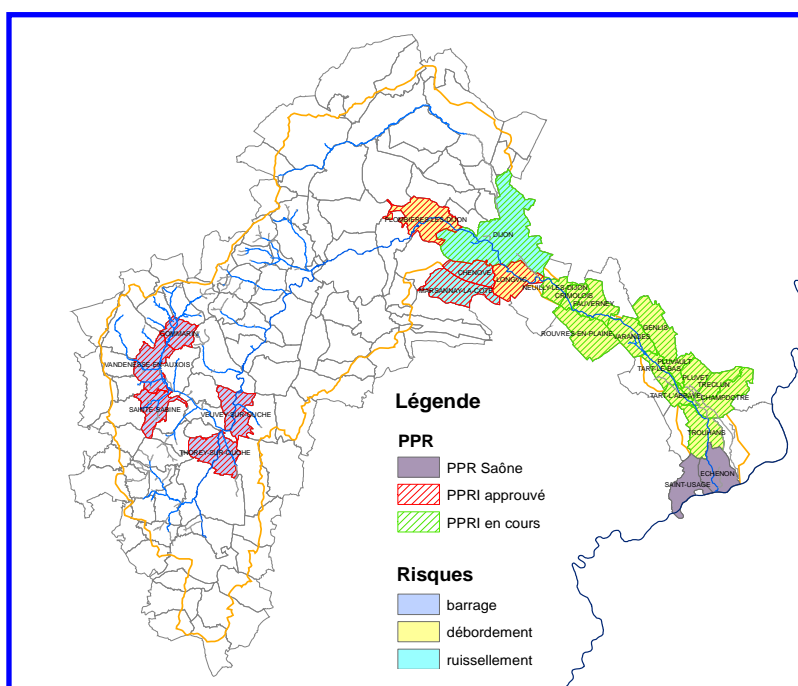 PLOMBIERES-LES-DIJON
DIJON
CHENOVE
LONGVIC
MARSANNAY-LA-COTE
NEUILLY-LES-DIJON
CRIMOLOIS
FAUVERNEY
GENLIS
ROUVRES-EN-PLAINE
VARANGES
COMMARIN
VANDENESSE-EN-AUXOIS
PLUVAULT
TART-LE-BAS
PLUVET
TRECLUN
TART-L'ABBAYE
CHAMPDOTRE
SAINTE-SABINE
VEUVEY-SUR-OUCHE
TROUHANS
THOREY-SUR-OUCHE
ECHENON
SAINT-USAGE
Légende
PPR
PPR Saône
PPRI approuvé
PPRI en cours
Risques
barrage
débordement
ruissellement